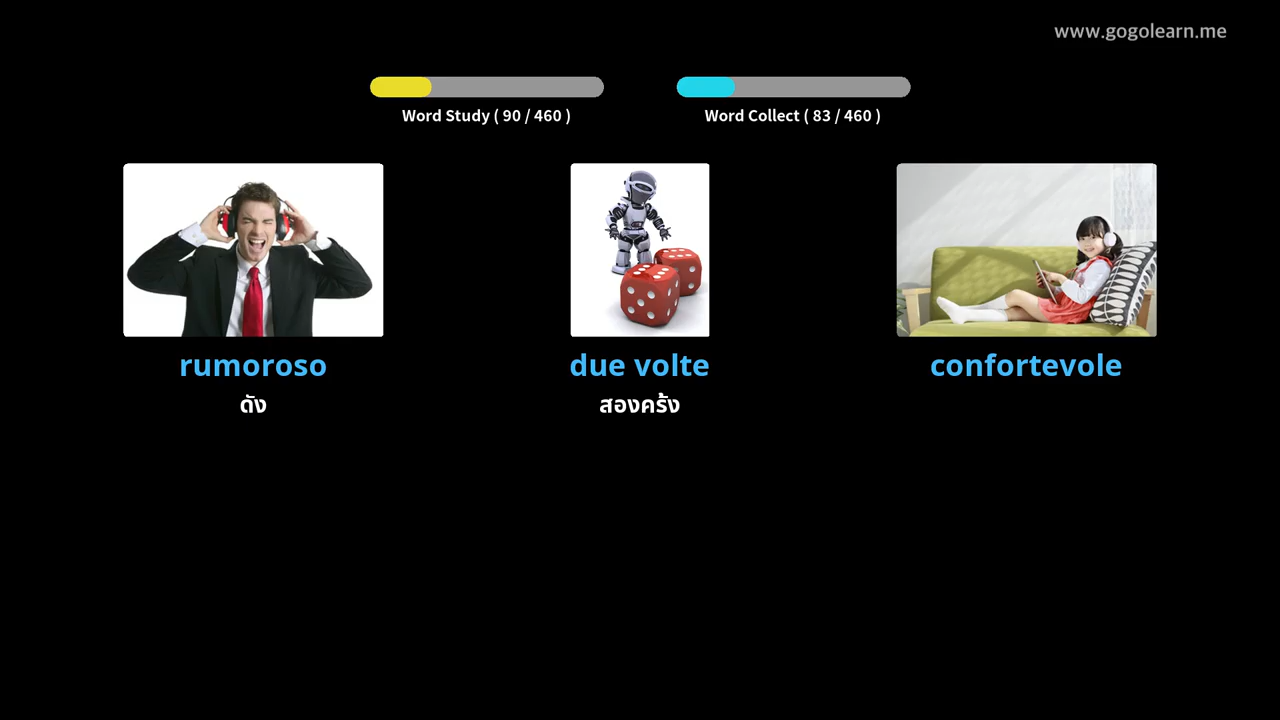 www.gogolearn.me
Word Study ( 90 / 460 )
Word Collect ( 83 / 460 )
rumoroso
ดัง
due volte
สองครั้ง
confortevole